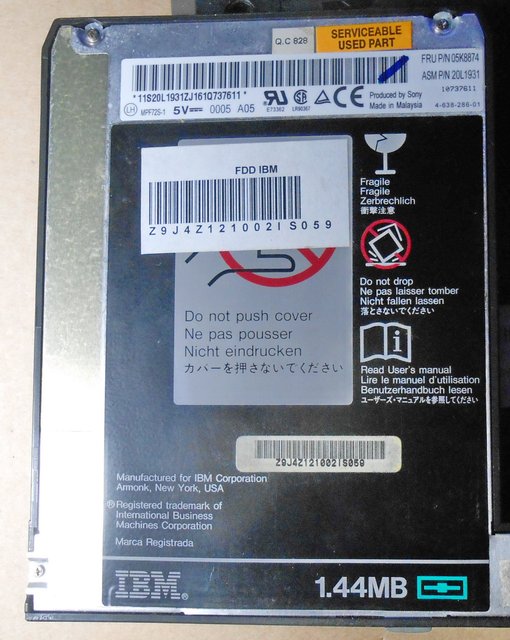 Q.C 828
SERVICEABLE
USED PART
FRU P/N 05K8874
ASM P/N 20L1931
*11S20L1931ZJ161Q737611*
10737611
LH MPF72S-1 5V 0005 A05
E73382 LR90367
CE
Produced by Sony
Made in Malaysia
4-638-286-01
FDD IBM
Z9J4Z121002IS059
Fragile
Fragile
Zerbrechlich
衝撃注意
Do not drop
Ne pas laisser tomber
Nicht fallen lassen
落とさないでください
Do not push cover
Ne pas pousser
Nicht eindrucken
カバーを押さないでください
Read User's manual
Lire le manuel d'utilisation
Benutzerhandbuch lesen
ユーザーズ・マニュアルを参照してください
Z9J4Z121002IS059
Manufactured for IBM Corporation
Armonk, New York, USA
® Registered trademark of
International Business
Machines Corporation
Marca Registrada
IBM®
1.44MB